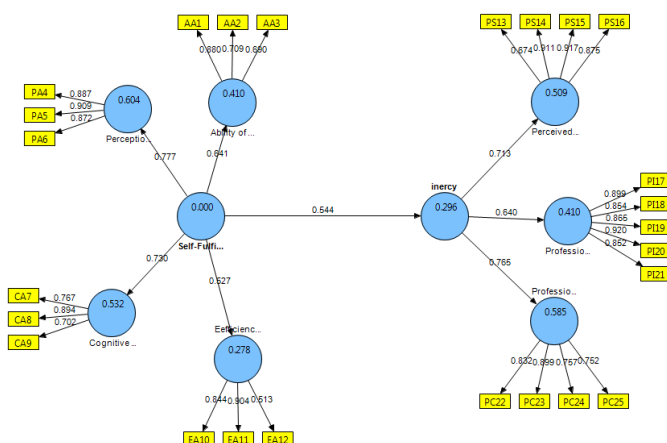 AA1 AA2 AA3
0.880 0.709 0.690
PS13 PS14 PS15 PS16
0.874 0.911 0.917 0.875
PA4 0.887
PA5 0.909
PA6 0.872
0.604
Perceptio...
0.410
Ability of...
0.509
Perceived...
0.777
0.641
0.713
0.000
Self-Fulfi...
0.544
inercy
0.296
0.640
0.410
Professio...
0.899 PI17
0.854 PI18
0.866 PI19
0.920 PI20
0.852 PI21
0.730
0.527
0.765
CA7 0.767
CA8 0.894
CA9 0.702
0.532
Cognitive...
Eefficienc...
0.278
Professio...
0.585
0.844 0.904 0.513
EA10 EA11 EA12
0.832 0.899 0.757 0.752
PC22 PC23 PC24 PC25